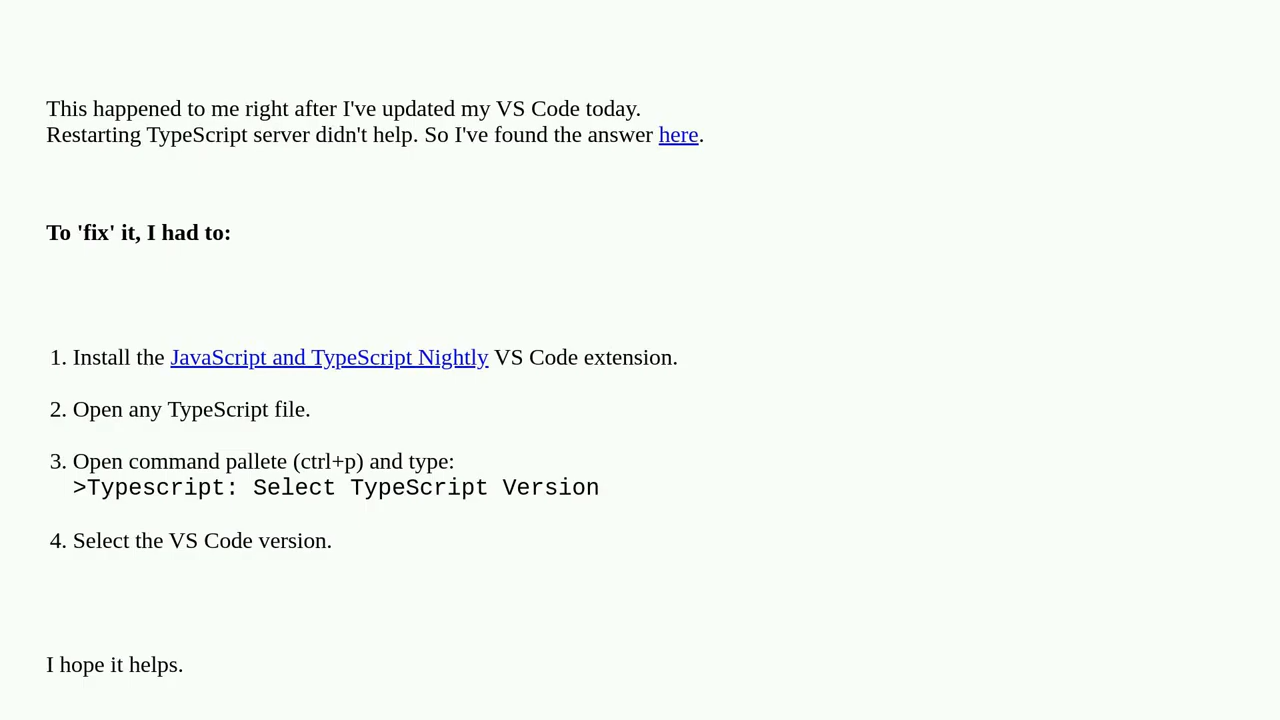 This happened to me right after I've updated my VS Code today.
Restarting TypeScript server didn't help. So I've found the answer here.
To 'fix' it, I had to:
1. Install the JavaScript and TypeScript Nightly VS Code extension.
2. Open any TypeScript file.
3. Open command pallete (ctrl+p) and type:
>Typescript: Select TypeScript Version
4. Select the VS Code version.
I hope it helps.